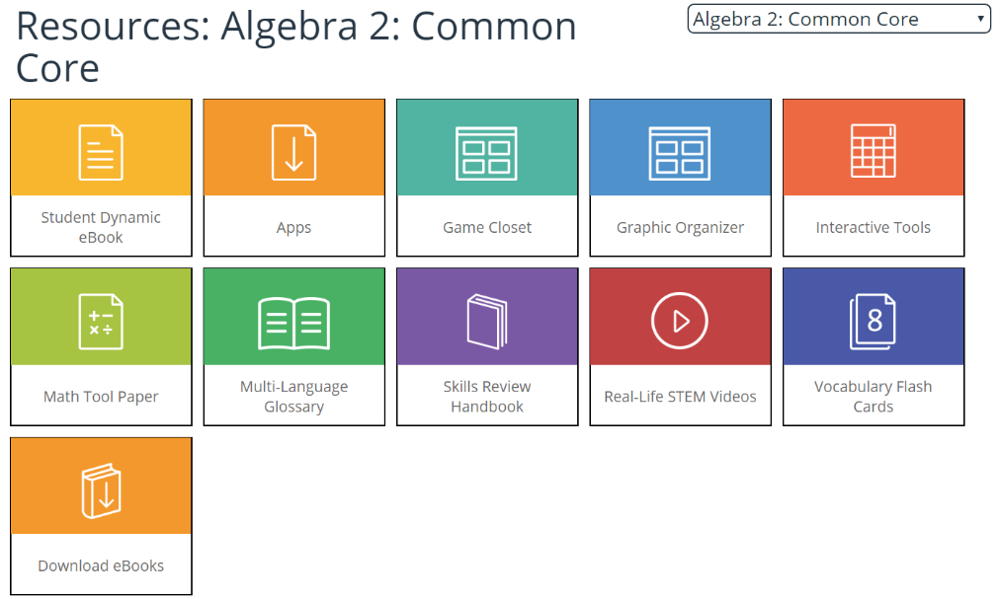 Resources: Algebra 2: Common
Core
Algebra 2: Common Core
Student Dynamic
eBook
Apps
Game Closet
Graphic Organizer
Interactive Tools
Math Tool Paper
Multi-Language
Glossary
Skills Review
Handbook
Real-Life STEM Videos
8
Vocabulary Flash
Cards
Download eBooks